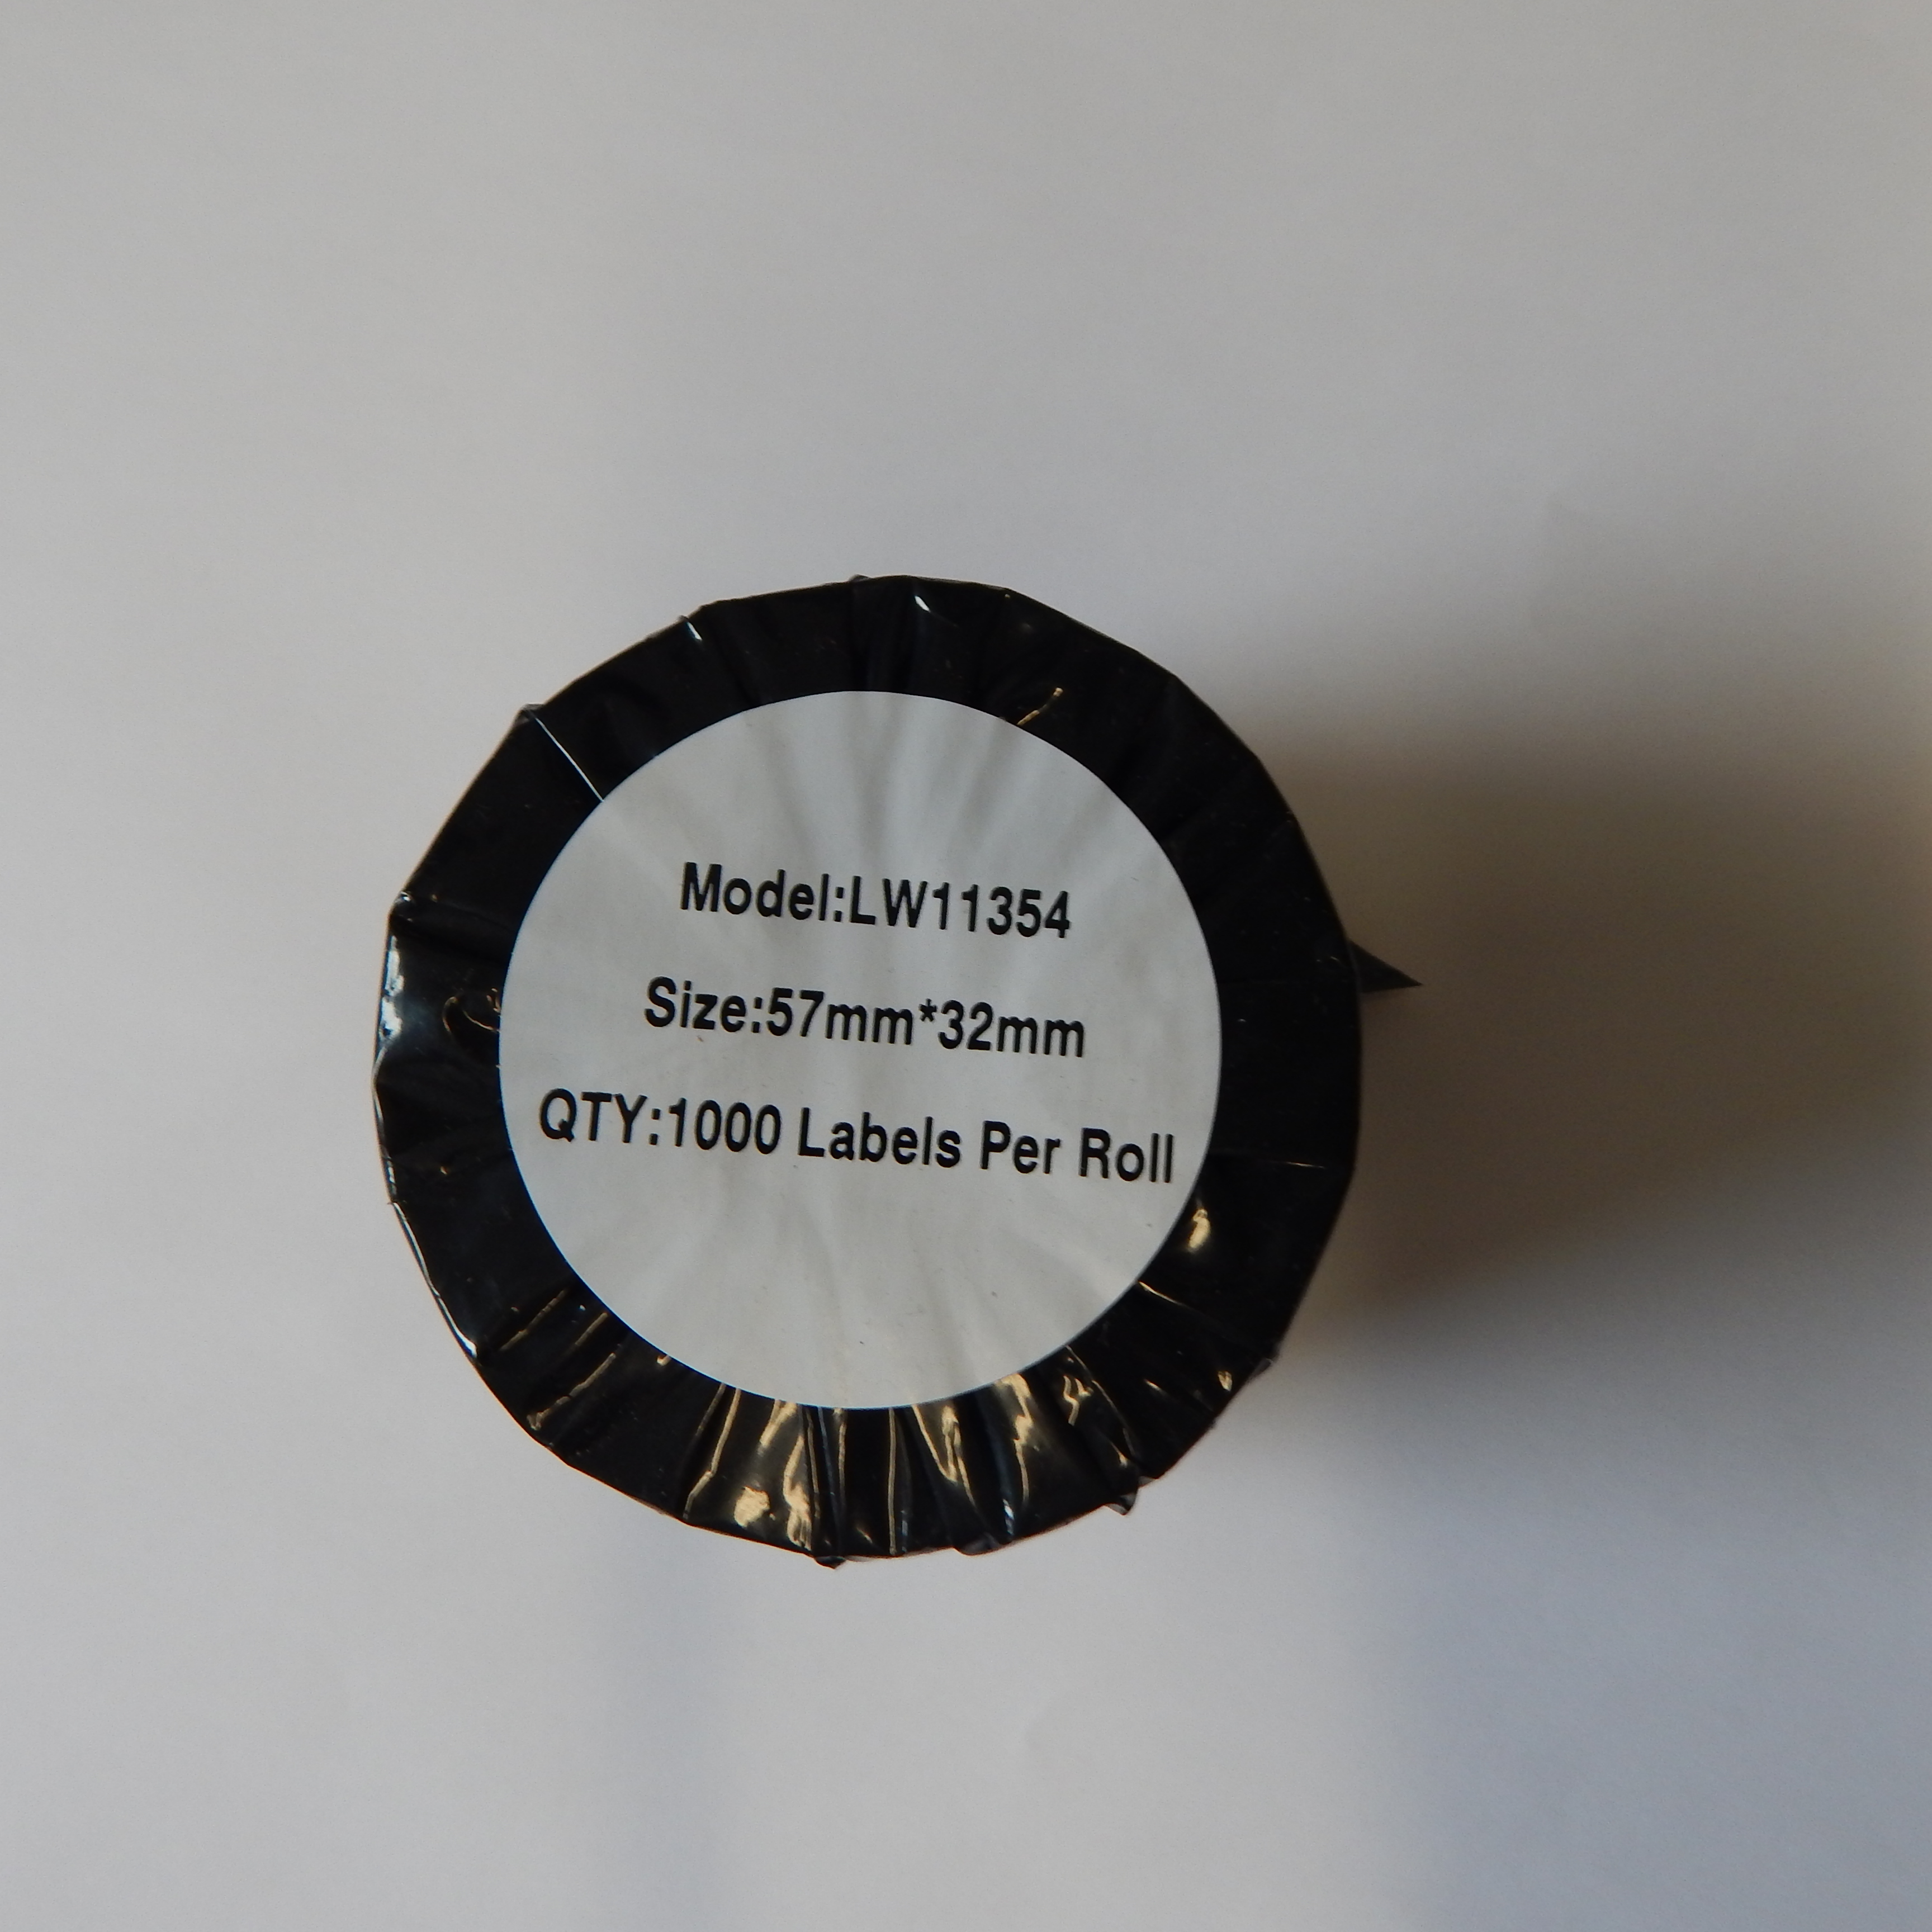 Model:LW11354
Size:57mm*32mm
QTY:1000 Labels Per Roll